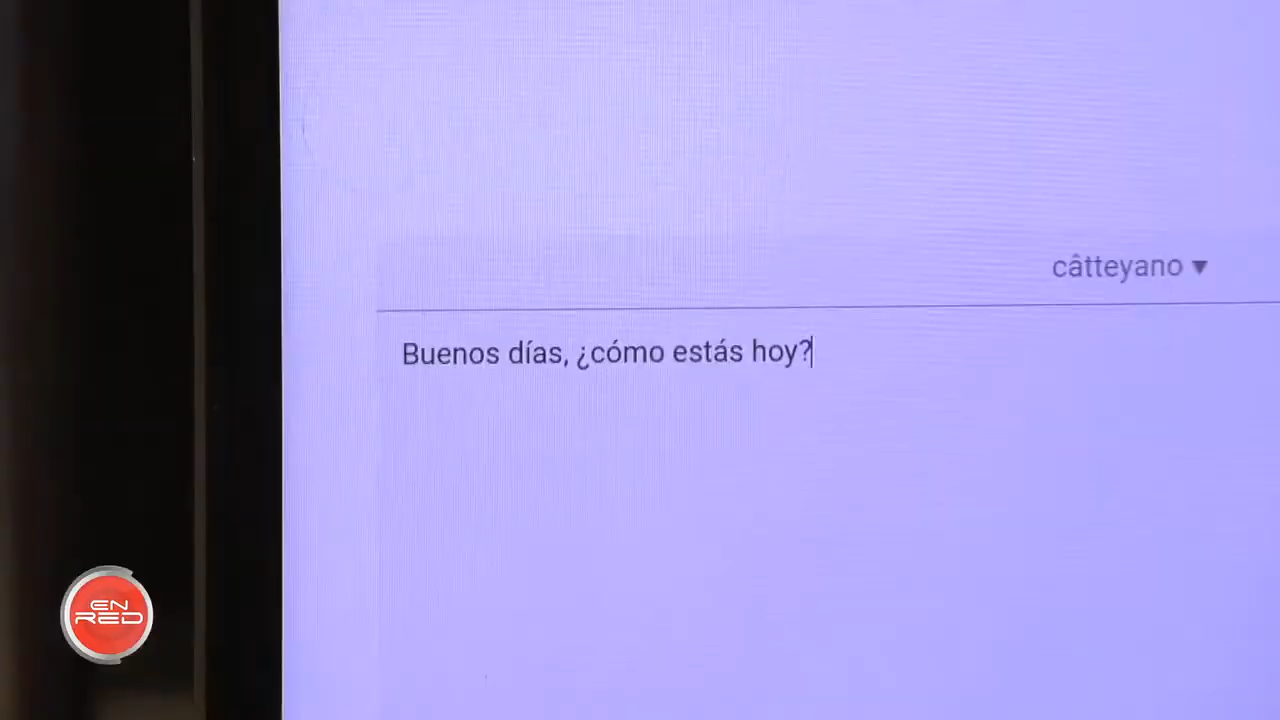 câtteyano ▼
Buenos días, ¿cómo estás hoy?
EN
RED